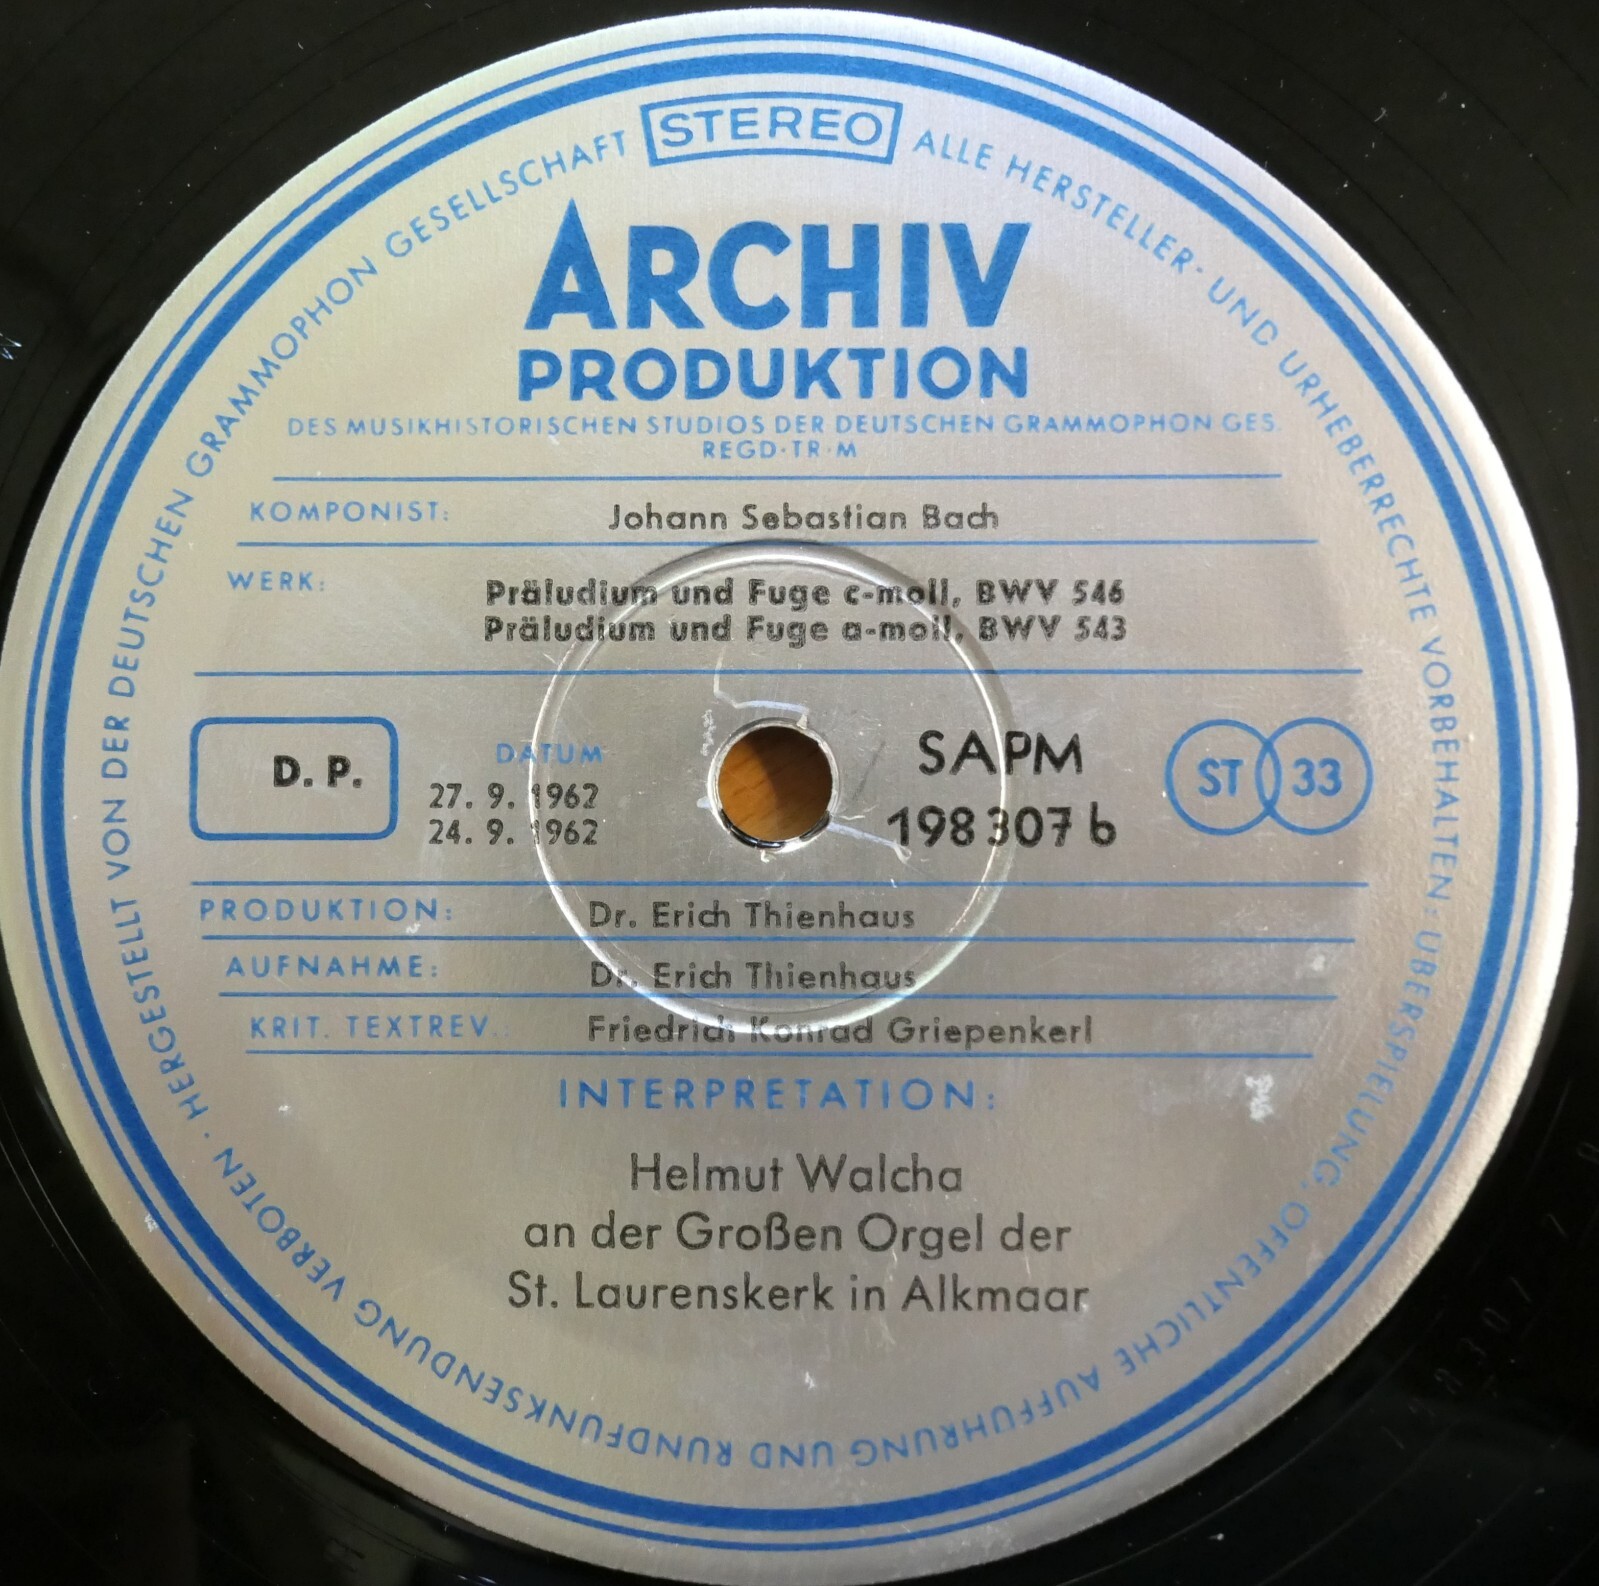 STEREO
ARCHIV
PRODUKTION
DES MUSIKHISTORISCHEN STUDIOS DER DEUTSCHEN GRAMMOPHON GES.
REGD·TR·M
KOMPONIST: Johann Sebastian Bach
WERK: Präludium und Fuge c-moll, BWV 546
Präludium und Fuge a-moll, BWV 543
D. P.
DATUM
27. 9. 1962
24. 9. 1962
SAPM
198 307 b
ST 33
PRODUKTION: Dr. Erich Thienhaus
AUFNAHME: Dr. Erich Thienhaus
KRIT. TEXTREV.: Friedrich Konrad Griepenkerl
INTERPRETATION:
Helmut Walcha
an der Großen Orgel der
St. Laurenskerk in Alkmaar
HERGESTELLT VON DER DEUTSCHEN GRAMMOPHON GESELLSCHAFT
ALLE HERSTELLER- UND URHEBERRECHTE VORBEHALTEN: ÜBERSPIELUNG, ÖFFENTLICHE AUFFÜHRUNG UND RUNDFUNKSENDUNG VERBOTEN ·